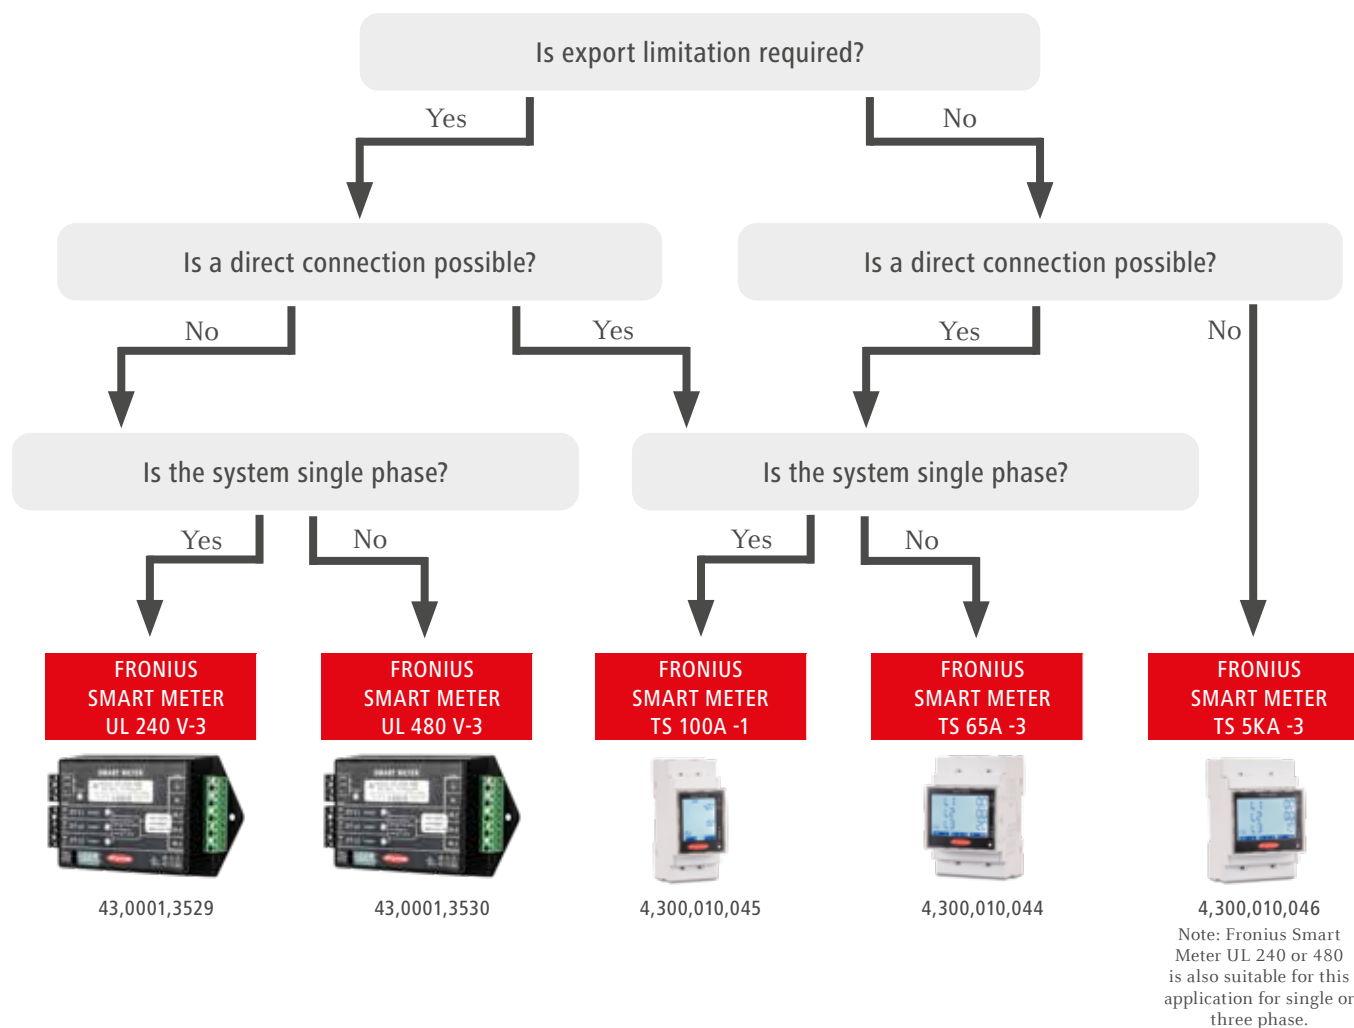 Is export limitation required?
Yes
No
Is a direct connection possible?
Is a direct connection possible?
No
Yes
Yes
No
Is the system single phase?
Is the system single phase?
Yes
No
Yes
No
FRONIUS
SMART METER
UL 240 V-3
FRONIUS
SMART METER
UL 480 V-3
FRONIUS
SMART METER
TS 100A -1
FRONIUS
SMART METER
TS 65A -3
FRONIUS
SMART METER
TS 5KA -3
SMART METER
SMART METER
43,0001,3529
43,0001,3530
4,300,010,045
4,300,010,044
4,300,010,046
Note: Fronius Smart
Meter UL 240 or 480
is also suitable for this
application for single or
three phase.